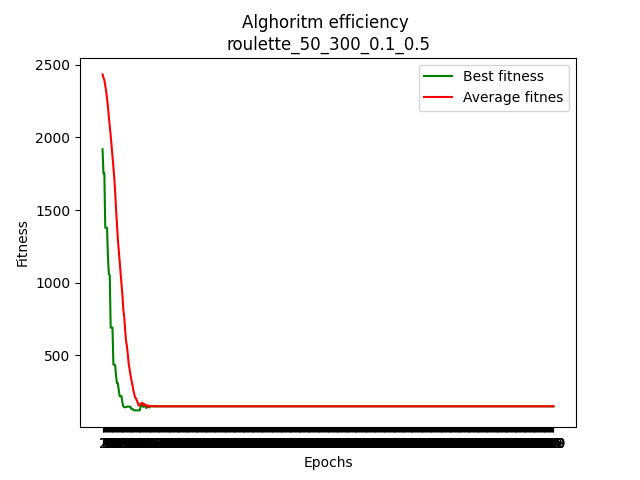 Alghoritm efficiency
roulette_50_300_0.1_0.5
Best fitness
Average fitnes
2500
2000
1500
1000
500
Fitness
Epochs